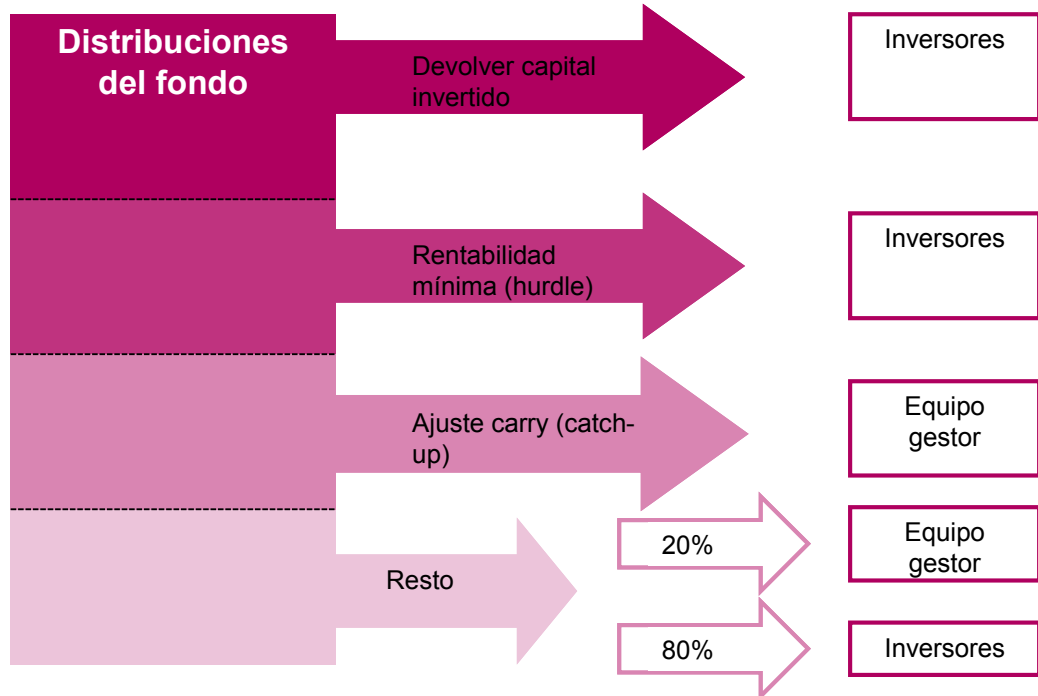 Distribuciones
del fondo
Devolver capital
invertido
Inversores
Rentabilidad
mínima (hurdle)
Inversores
Ajuste carry (catch-
up)
Equipo
gestor
Resto
20%
Equipo
gestor
80%
Inversores